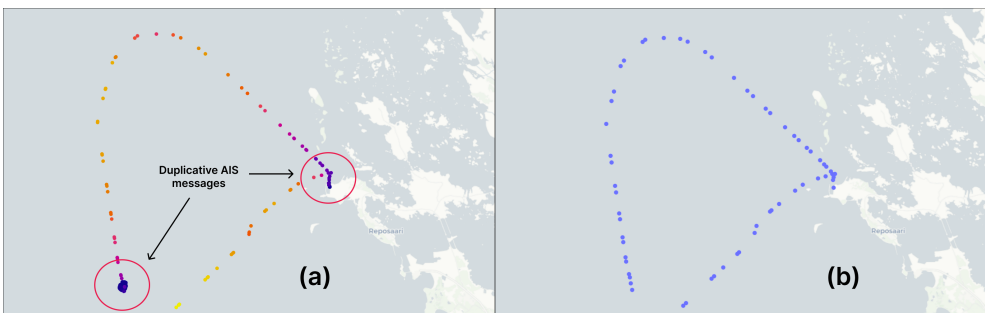 Duplicative AIS
messages
Reposaari
(a)
Reposaari
(b)